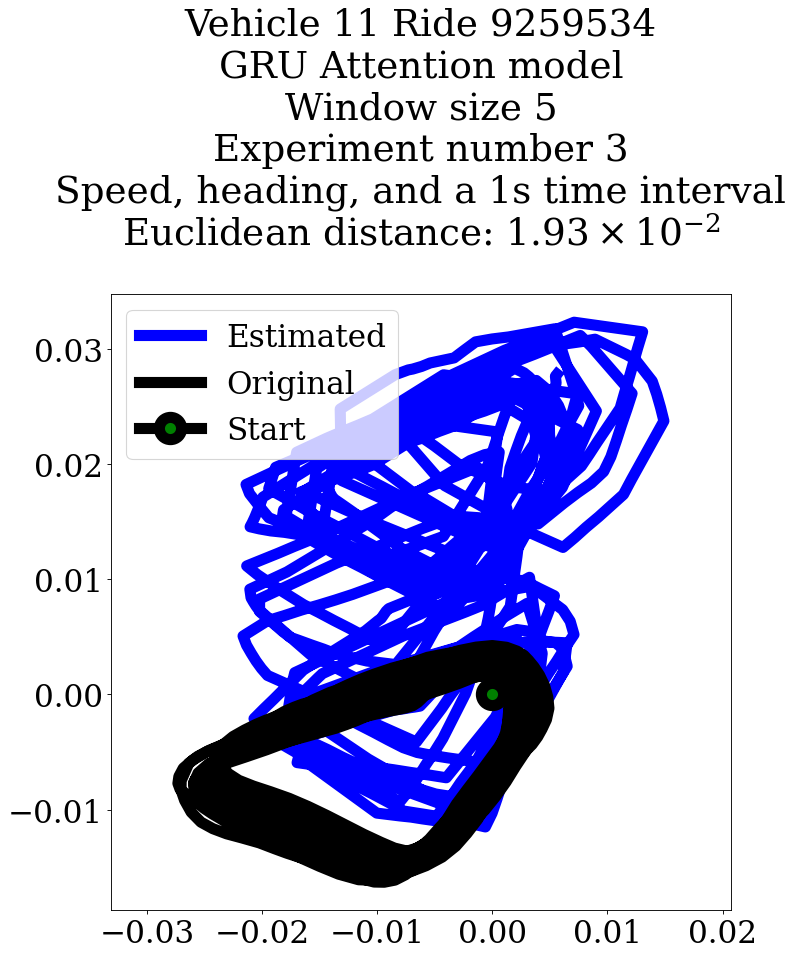 Vehicle 11 Ride 9259534
GRU Attention model
Window size 5
Experiment number 3
Speed, heading, and a 1s time interval
Euclidean distance: 1.93 × 10⁻²
Estimated
Original
Start
0.03
0.02
0.01
0.00
−0.01
−0.03 −0.02 −0.01 0.00 0.01 0.02